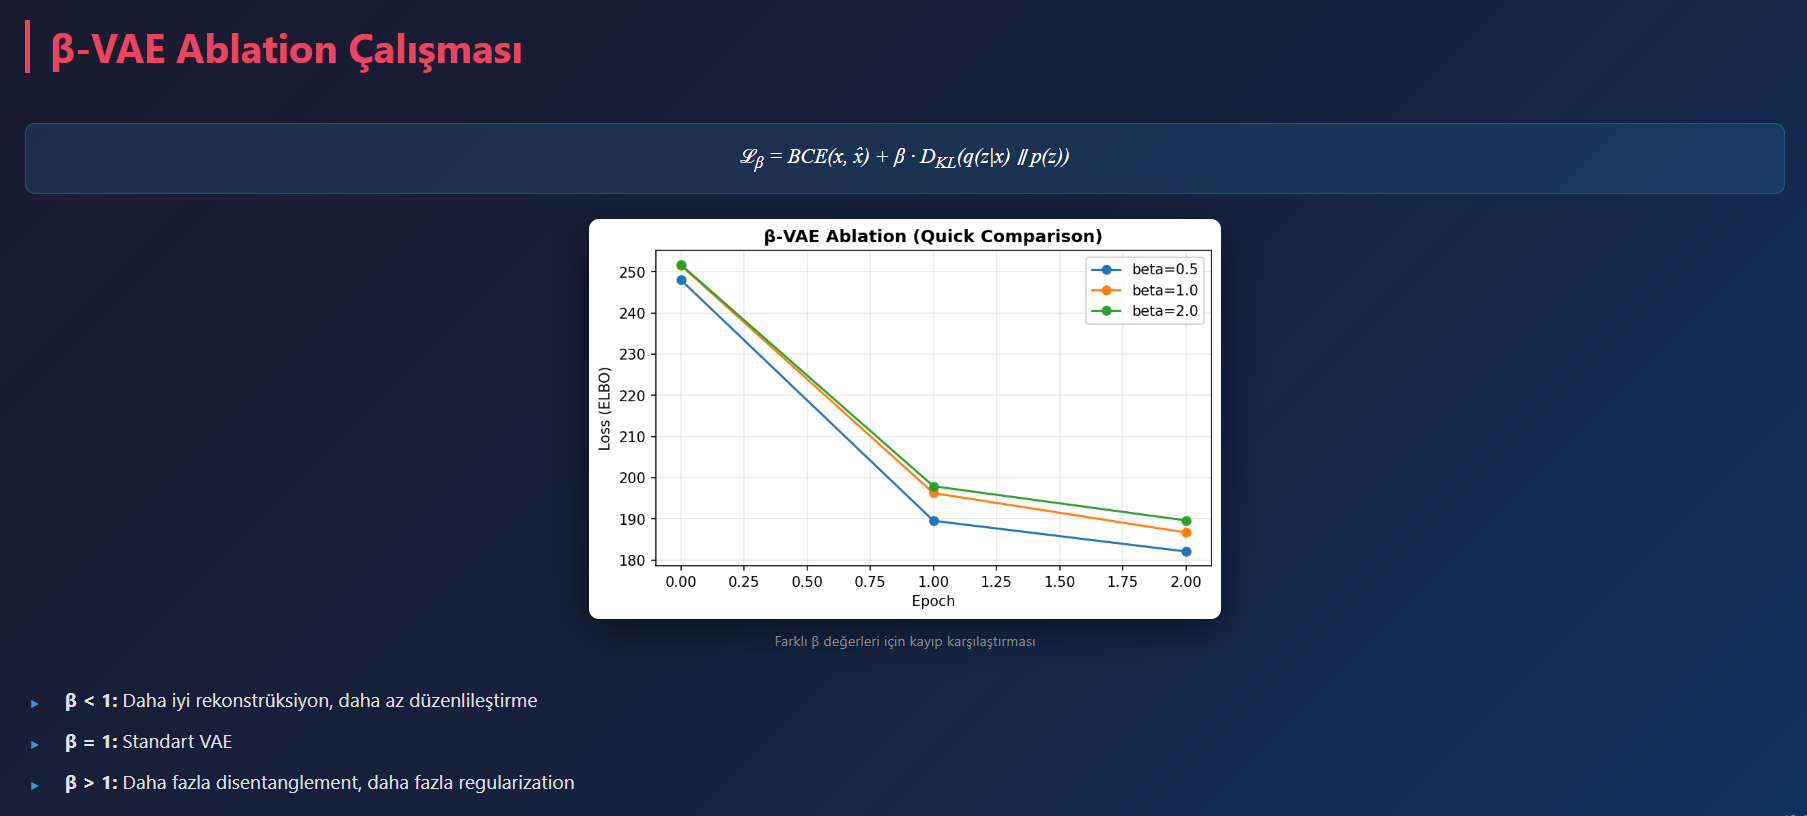 β-VAE Ablation Çalışması
ℒβ = BCE(x, x̂) + β · DKL(q(z|x) ∥ p(z))
β-VAE Ablation (Quick Comparison)
beta=0.5
beta=1.0
beta=2.0
Loss (ELBO)
250
240
230
220
210
200
190
180
0.00 0.25 0.50 0.75 1.00 1.25 1.50 1.75 2.00
Epoch
Farklı β değerleri için kayıp karşılaştırması
▸ β < 1: Daha iyi rekonstrüksiyon, daha az düzenlileştirme
▸ β = 1: Standart VAE
▸ β > 1: Daha fazla disentanglement, daha fazla regularization